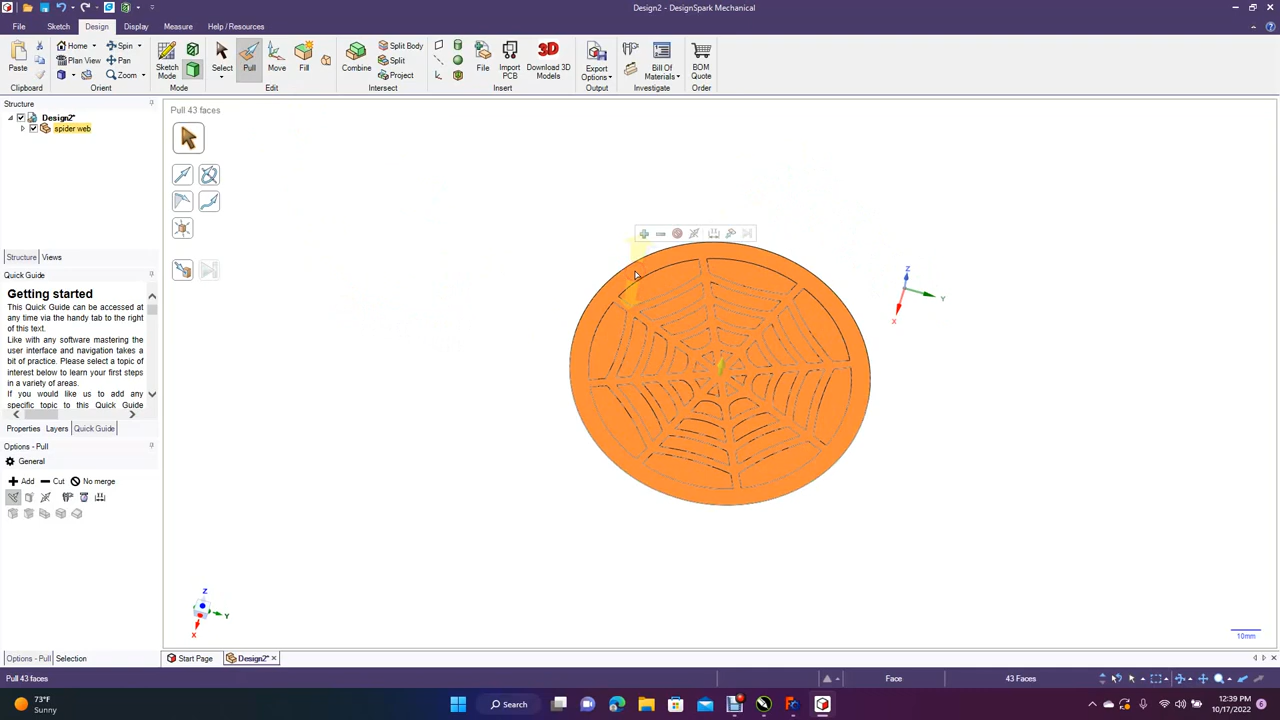 Design2 - DesignSpark Mechanical
File Sketch Design Display Measure Help / Resources
Paste
Clipboard
Home
Plan View
Spin
Pan
Zoom
Orient
Sketch Mode
Mode
Select
Pull
Move
Fill
Edit
Combine
Split Body
Split
Project
Intersect
File
Import PCB
Download 3D Models
3D
Insert
Export Options
Output
Bill Of Materials
Investigate
BOM Quote
Order
Structure
Design2*
spider web
Structure Views
Quick Guide
Getting started
This Quick Guide can be accessed at
any time via the handy tab to the right
of this text.
Like with any software mastering the
user interface and navigation takes a
bit of practice. Please select a topic of
interest below to learn your first steps
in a variety of areas.
If you would like us to add any
specific topic to this Quick Guide
Properties Layers Quick Guide
Options - Pull
General
Add Cut No merge
Options - Pull Selection
Pull 43 faces
Z
Y
X
Z
Y
X
10mm
Start Page Design2*
Pull 43 faces
Face
43 Faces
73°F
Sunny
Search
12:39 PM
10/17/2022